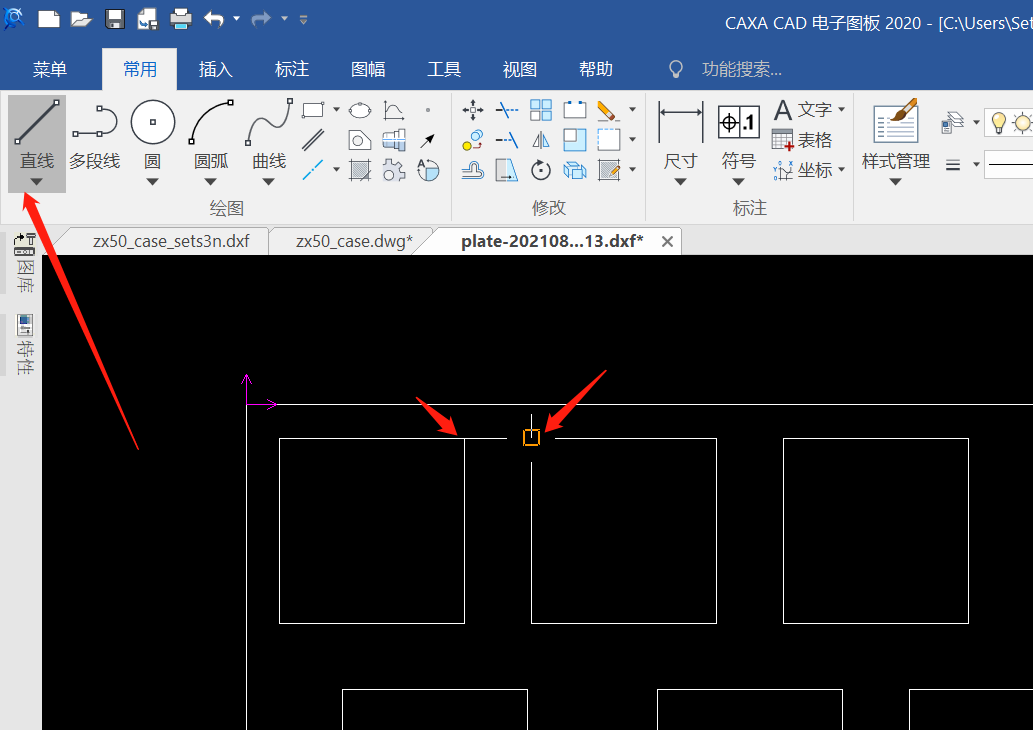 CAXA CAD 电子图板 2020 - [C:\Users\Set
菜单 常用 插入 标注 图幅 工具 视图 帮助 功能搜索...
直线 多段线 圆 圆弧 曲线
绘图
修改
尺寸 符号 A 文字
.1
表格
坐标
标注
样式管理
zx50_case_sets3n.dxf zx50_case.dwg* plate-202108...13.dxf*
图库
特性